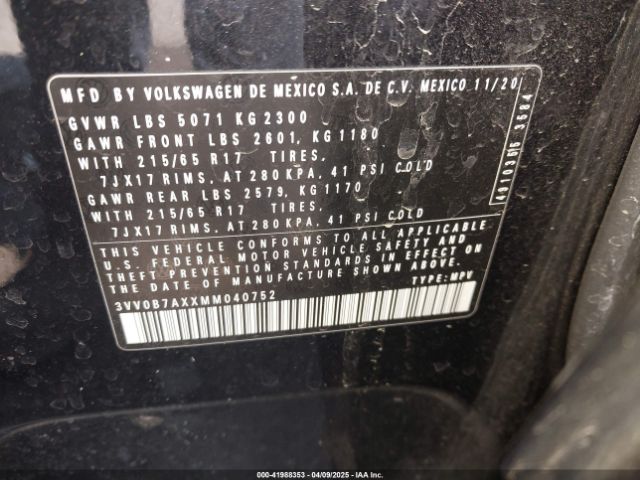 MFD BY VOLKSWAGEN DE MEXICO S.A. DE C.V. MEXICO 11/20
GVWR LBS 5071 KG 2300
GAWR FRONT LBS 2601, KG 1180
WITH 215/65 R17 TIRES,
7JX17 RIMS, AT 280 KPA, 41 PSI COLD
GAWR REAR LBS 2579, KG 1170
WITH 215/65 R17 TIRES,
7JX17 RIMS, AT 280 KPA, 41 PSI COLD
THIS VEHICLE CONFORMS TO ALL APPLICABLE
U.S. FEDERAL MOTOR VEHICLE SAFETY AND
THEFT PREVENTION STANDARDS IN EFFECT ON
THE DATE OF MANUFACTURE SHOWN ABOVE.
3VV0B7AXXMM040752 TYPE: MPV
000-41988353 | 04/09/2025 | IAA Inc.